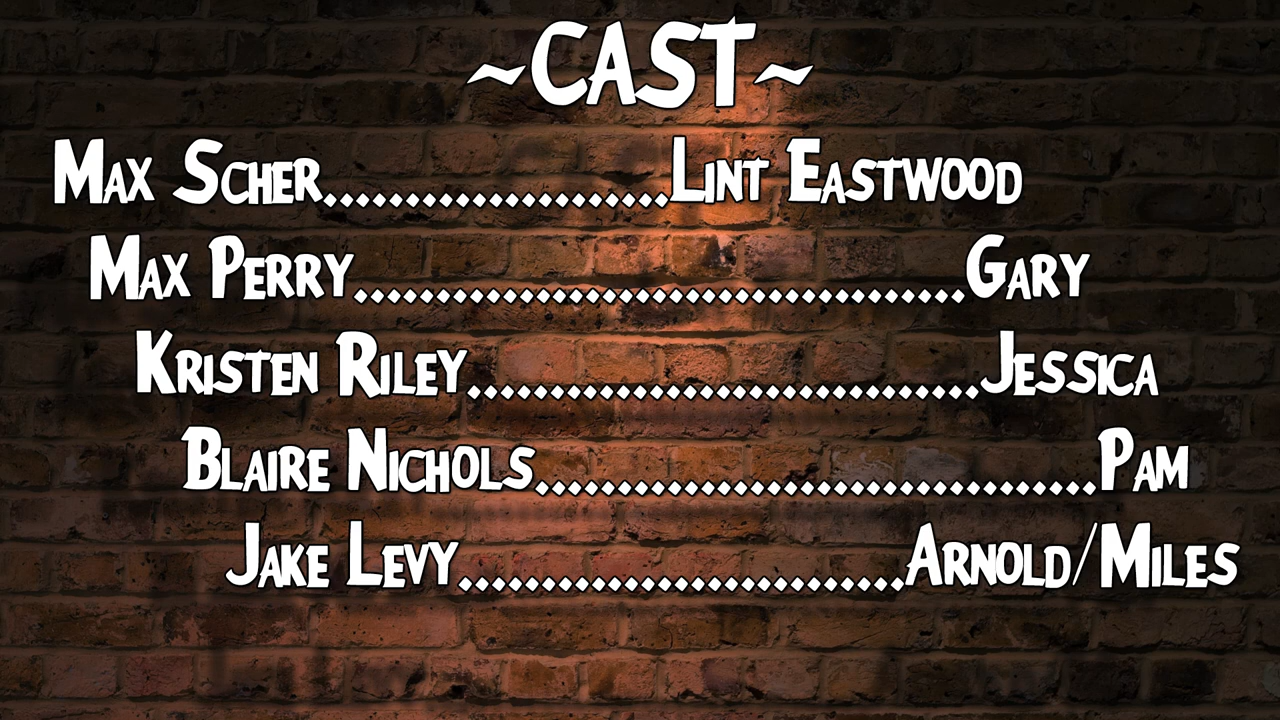 ~CAST~
Max Scher.....................Lint Eastwood
Max Perry.....................................Gary
Kristen Riley...............................Jessica
Blaire Nichols..................................Pam
Jake Levy...........................Arnold/Miles